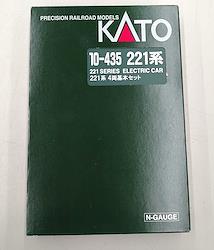 PRECISION RAILROAD MODELS
KATO
10-435 221系
221 SERIES ELECTRIC CAR
221系 4両基本セット
N-GAUGE